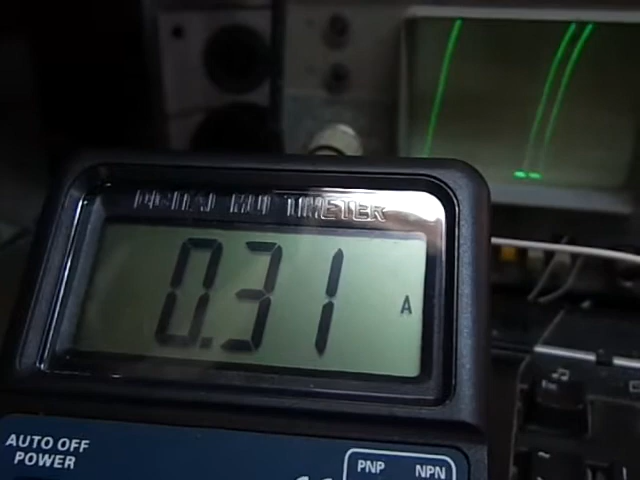 DIGITAL MULTIMETER
0.31 A
AUTO OFF
POWER
PNP NPN